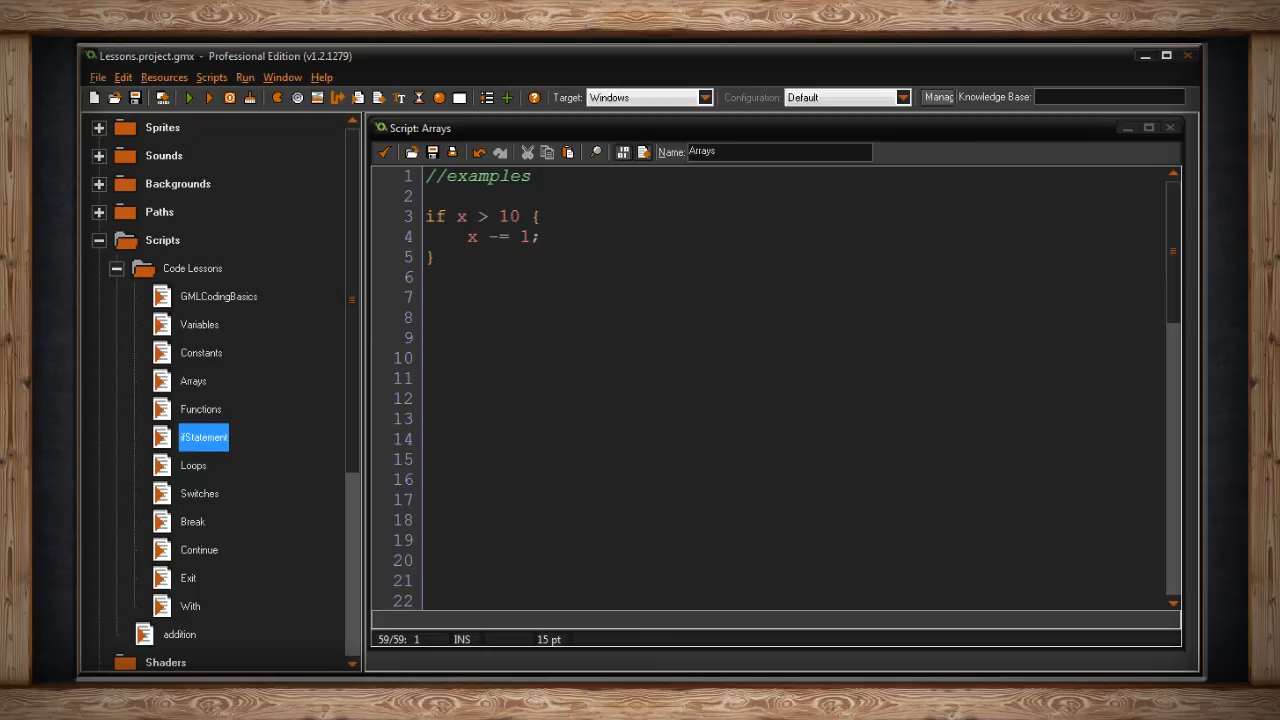 Lessons.project.gmx - Professional Edition (v1.2.1279)
File Edit Resources Scripts Run Window Help
Target: Windows Configuration: Default Manag Knowledge Base:
Sprites
Sounds
Backgrounds
Paths
Scripts
Code Lessons
GMLCodingBasics
Variables
Constants
Arrays
Functions
ifStatement
Loops
Switches
Break
Continue
Exit
With
addition
Shaders
Script: Arrays
Name: Arrays
1 //examples
2
3 if x > 10 {
4 x -= 1;
5 }
6
7
8
9
10
11
12
13
14
15
16
17
18
19
20
21
22
59/59: 1 INS 15 pt